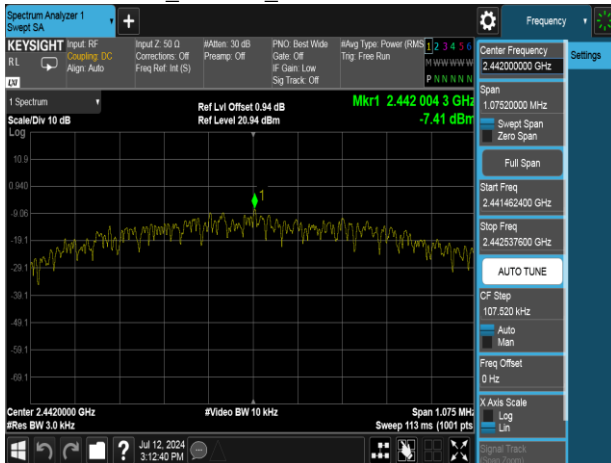 Spectrum Analyzer 1
Swept SA
+
Frequency
KEYSIGHT
RL
LXI
Input: RF
Coupling: DC
Align: Auto
Input Z: 50 Ω
Corrections: Off
Freq Ref: Int (S)
#Atten: 30 dB
Preamp: Off
PNO: Best Wide
Gate: Off
IF Gain: Low
Sig Track: Off
#Avg Type: Power (RMS
Trig: Free Run
1 2 3 4 5 6
M W W W W W
P N N N N N
1 Spectrum
Scale/Div 10 dB
Log
Ref Lvl Offset 0.94 dB
Ref Level 20.94 dBm
Mkr1 2.442 004 3 GHz
-7.41 dBm
1
10.9
0.940
-9.06
-19.1
-29.1
-39.1
-49.1
-59.1
-69.1
Center 2.4420000 GHz
#Res BW 3.0 kHz
#Video BW 10 kHz
Span 1.075 MHz
Sweep 113 ms (1001 pts
?
Jul 12, 2024
3:12:40 PM
Center Frequency
2.442000000 GHz
Span
1.07520000 MHz
Swept Span
Zero Span
Full Span
Start Freq
2.441462400 GHz
Stop Freq
2.442537600 GHz
AUTO TUNE
CF Step
107.520 kHz
Auto
Man
Freq Offset
0 Hz
X Axis Scale
Log
Lin
Signal Track
(Span Zoom)
Settings